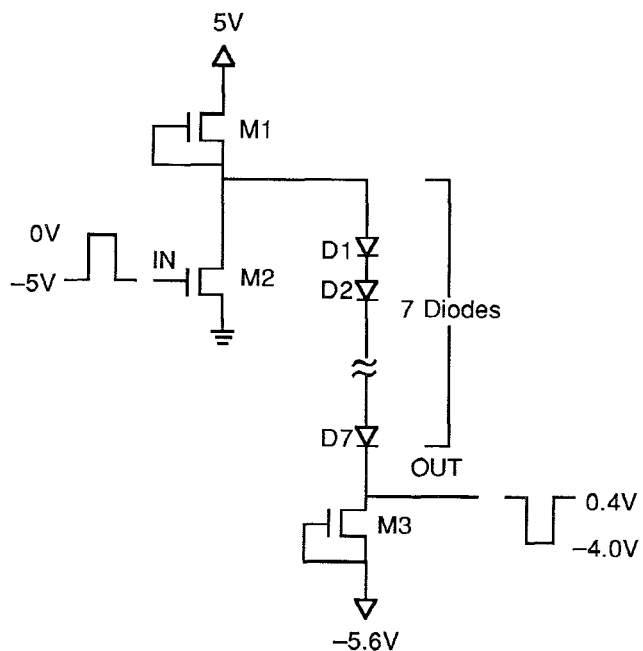 5V
M1
0V
–5V
IN
M2
D1
D2
7 Diodes
D7
OUT
M3
0.4V
–4.0V
–5.6V